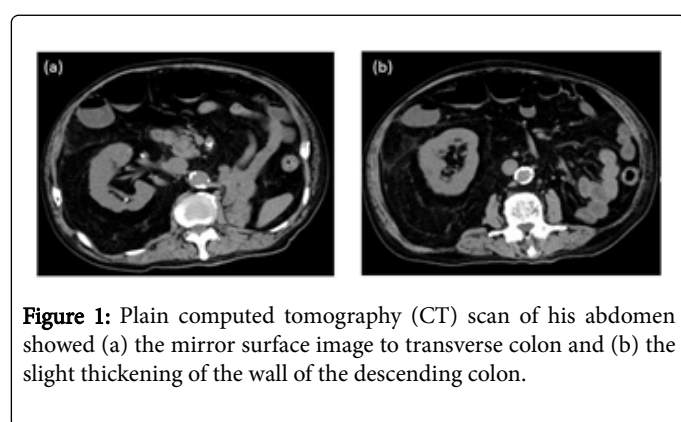 (a)
(b)
Figure 1: Plain computed tomography (CT) scan of his abdomen
showed (a) the mirror surface image to transverse colon and (b) the
slight thickening of the wall of the descending colon.